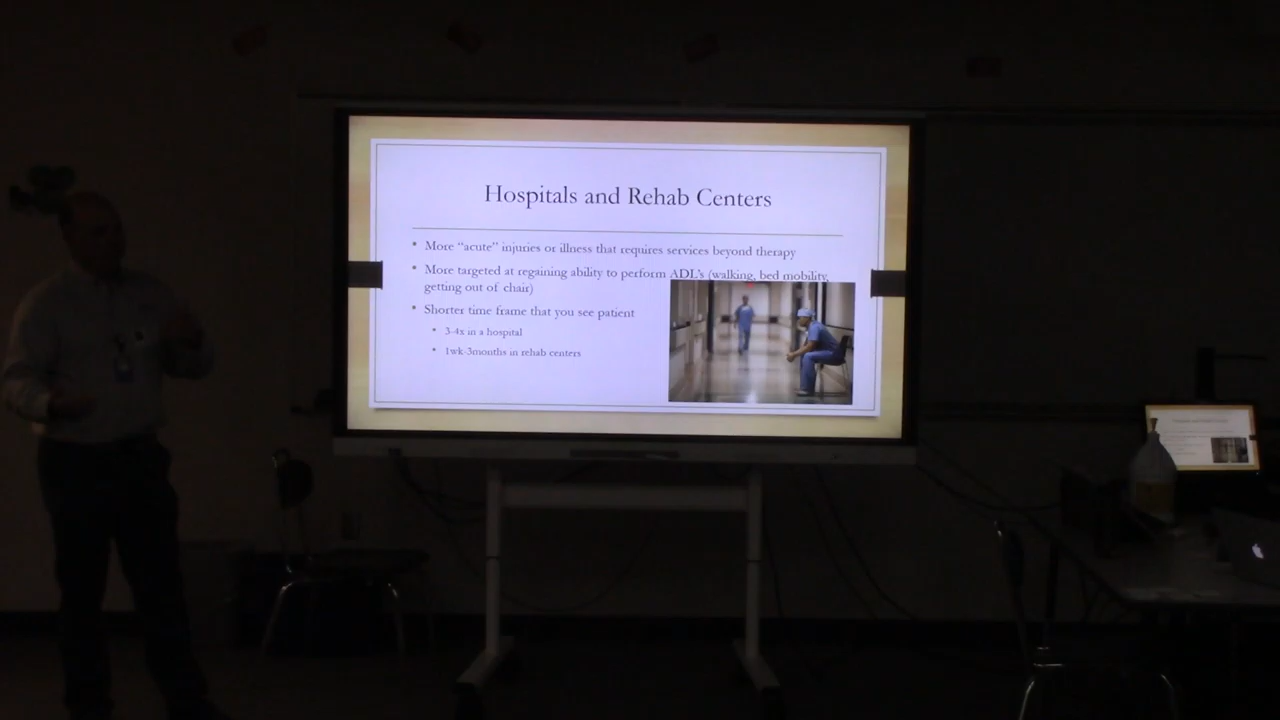 Hospitals and Rehab Centers
More “acute” injuries or illness that requires services beyond therapy
More targeted at regaining ability to perform ADL's (walking, bed mobility,
getting out of chair)
Shorter time frame that you see patient
3-4x in a hospital
1wk-3months in rehab centers